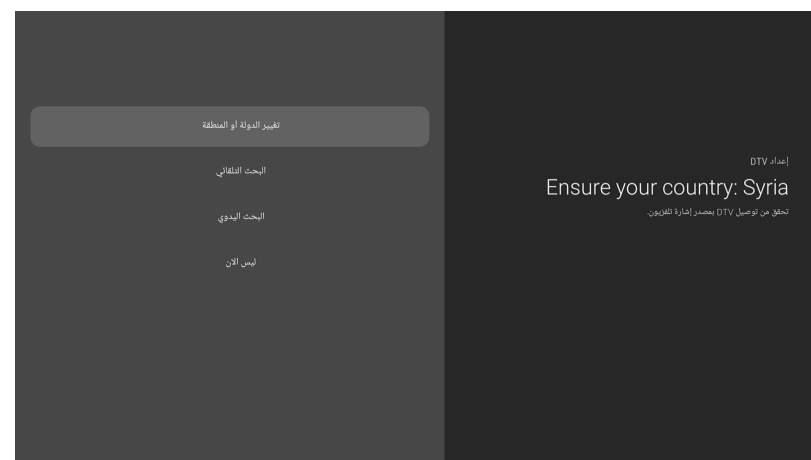 إعداد DTV
Ensure your country: Syria
تحقق من توصيل DTV بمصدر إشارة تلفزيون.
تغيير الدولة أو المنطقة
البحث التلقائي
البحث اليدوي
ليس الآن